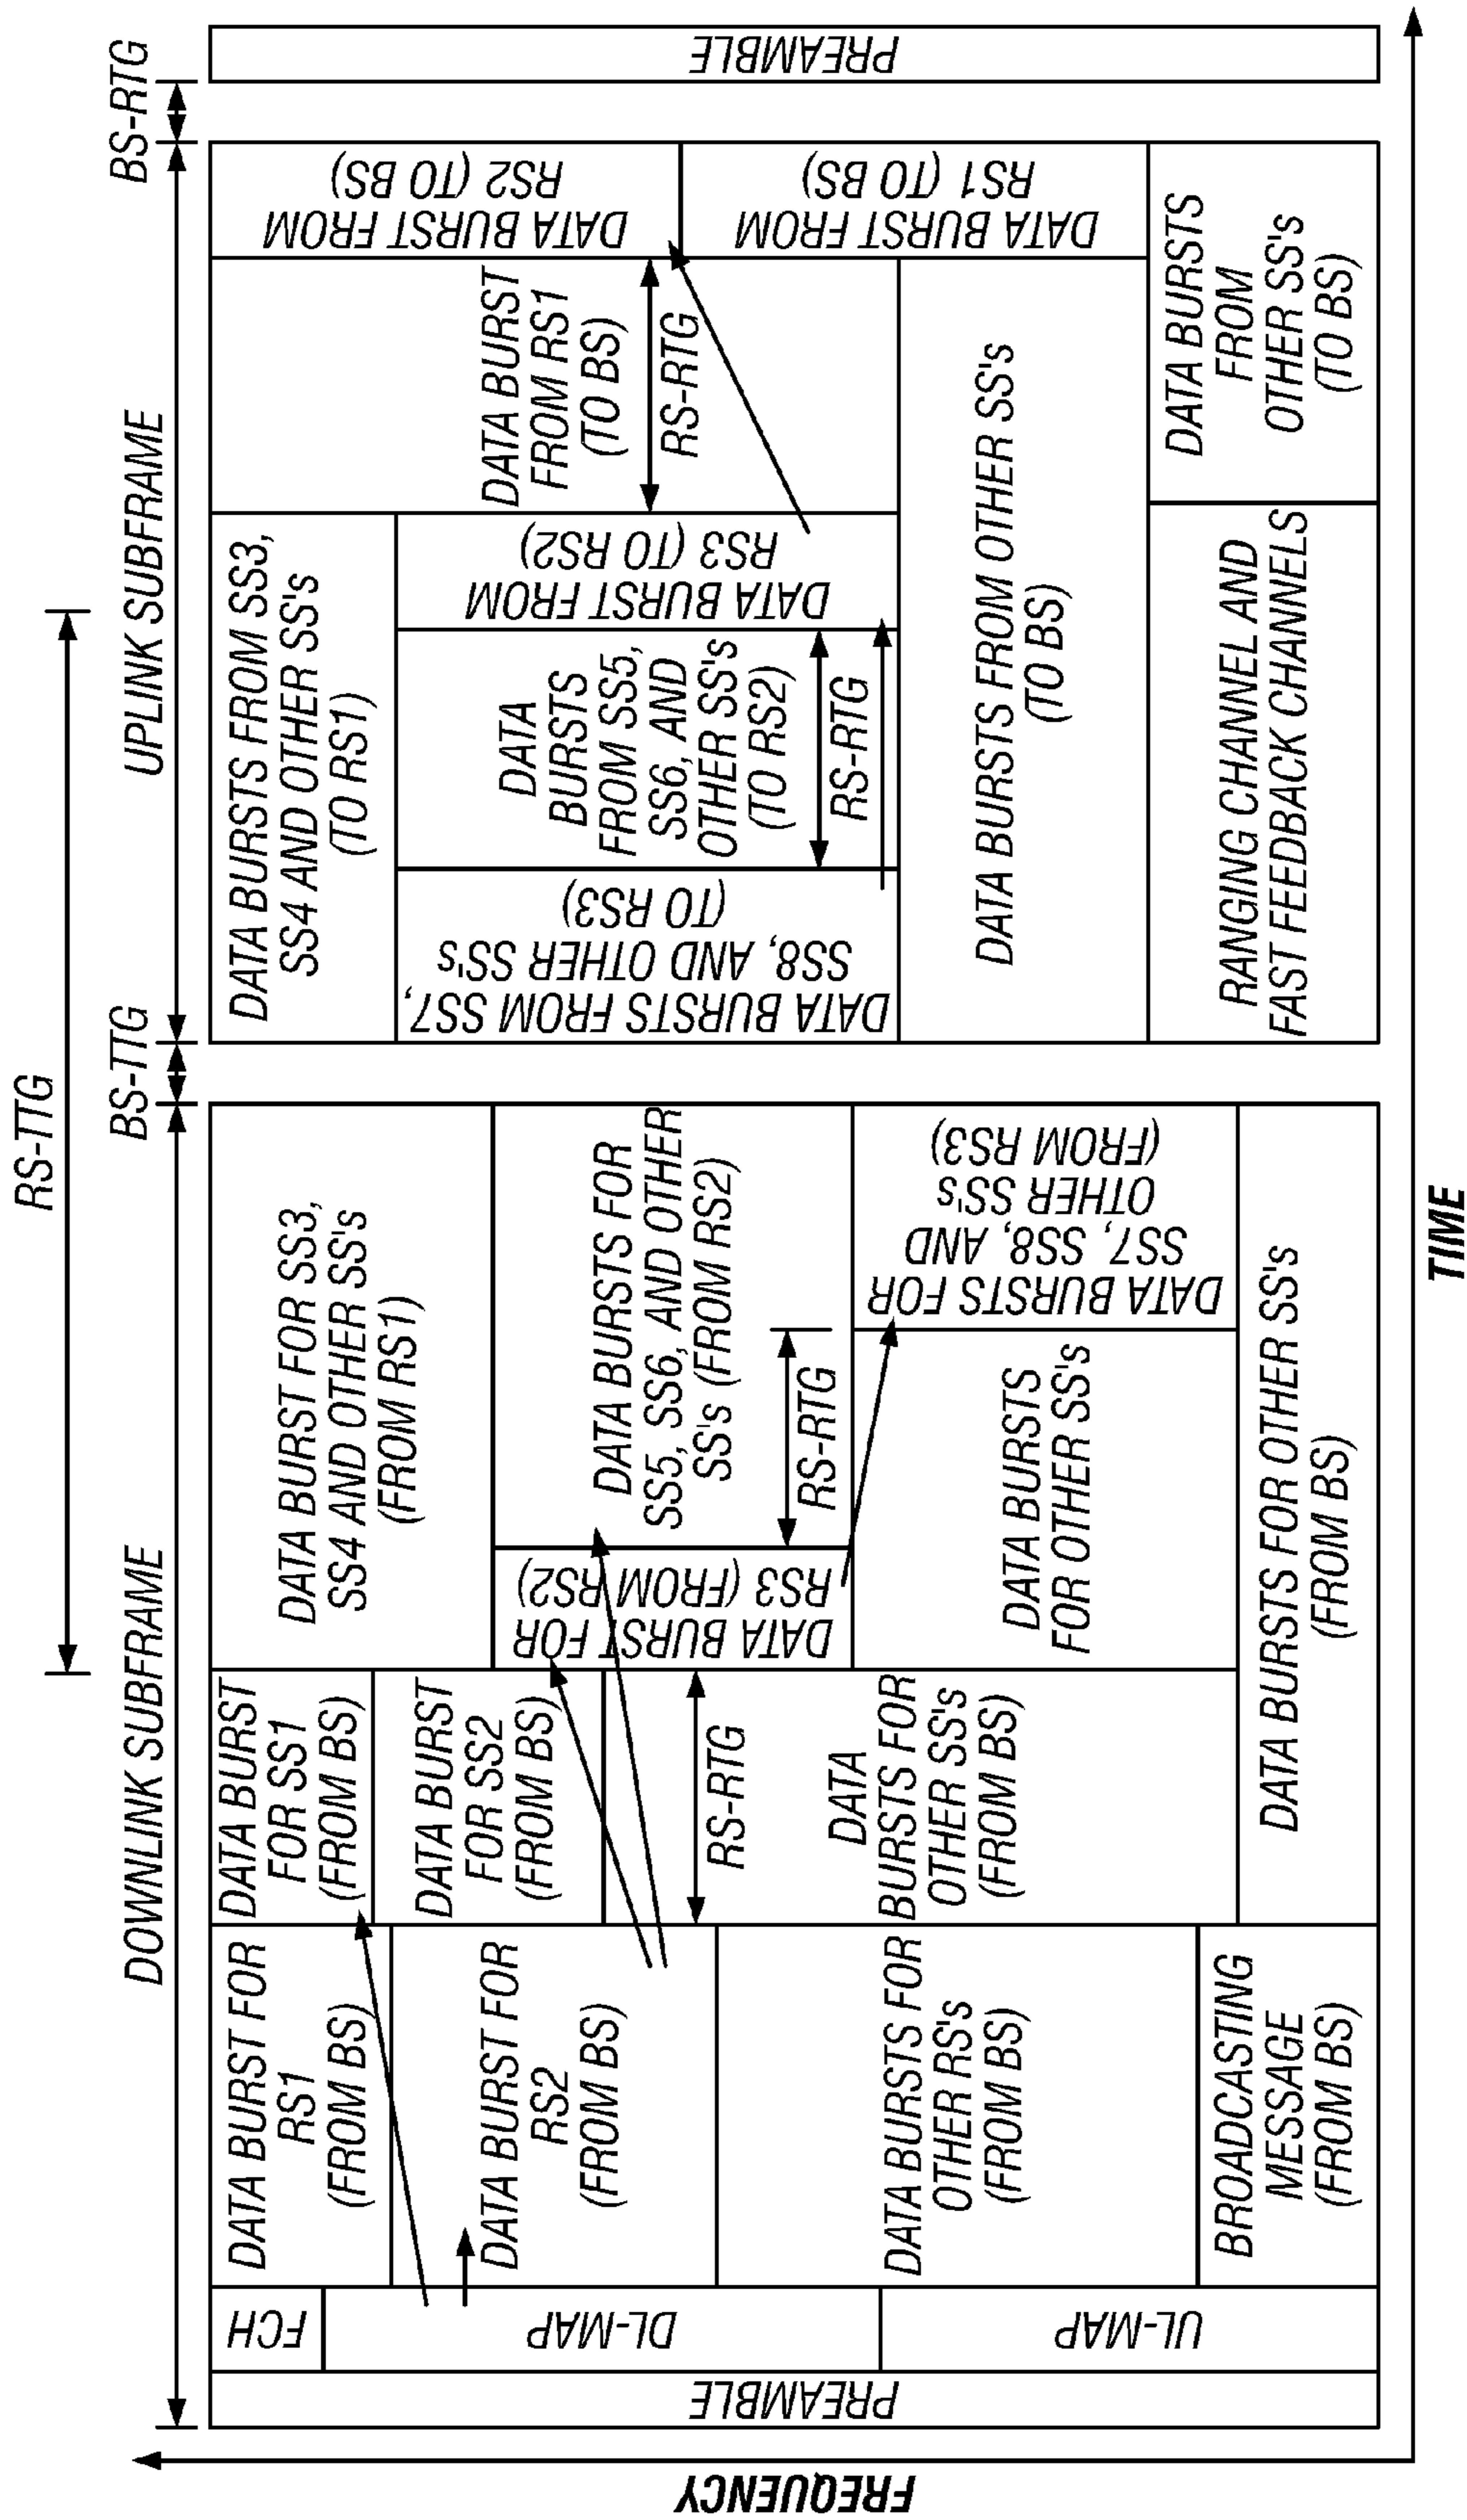 RS-TTG
DOWNLINK SUBFRAME
BS-TTG
UPLINK SUBFRAME
BS-RTG
FREQUENCY
PREAMBLE
FCH
DL-MAP
UL-MAP
DATA BURST FOR
RS1
(FROM BS)
DATA BURST FOR
RS2
(FROM BS)
DATA BURSTS FOR
OTHER RS's
(FROM BS)
BROADCASTING
MESSAGE
(FROM BS)
DATA BURST
FOR SS1
(FROM BS)
DATA BURST
FOR SS2
(FROM BS)
RS-RTG
DATA
BURSTS FOR
OTHER SS's
(FROM BS)
DATA BURST FOR SS3,
SS4 AND OTHER SS's
(FROM RS1)
DATA BURST FOR
RS3 (FROM RS2)
DATA BURSTS FOR
SS5, SS6, AND OTHER
SS's (FROM RS2)
RS-RTG
DATA BURSTS
FOR OTHER SS's
DATA BURSTS FOR
SS7, SS8, AND
OTHER SS's
(FROM RS3)
DATA BURSTS FOR OTHER SS's
(FROM BS)
DATA BURSTS FROM SS3,
SS4 AND OTHER SS's
(TO RS1)
DATA BURSTS FROM SS7,
SS8, AND OTHER SS's
(TO RS3)
DATA
BURSTS
FROM SS5,
SS6, AND
OTHER SS's
(TO RS2)
RS-RTG
DATA BURST FROM
RS3 (TO RS2)
DATA BURST
FROM RS1
(TO BS)
RS-RTG
DATA BURSTS FROM OTHER SS's
(TO BS)
RANGING CHANNEL AND
FAST FEEDBACK CHANNELS
DATA BURST FROM
RS2 (TO BS)
DATA BURST FROM
RS1 (TO BS)
DATA BURSTS
FROM
OTHER SS's
(TO BS)
PREAMBLE
TIME